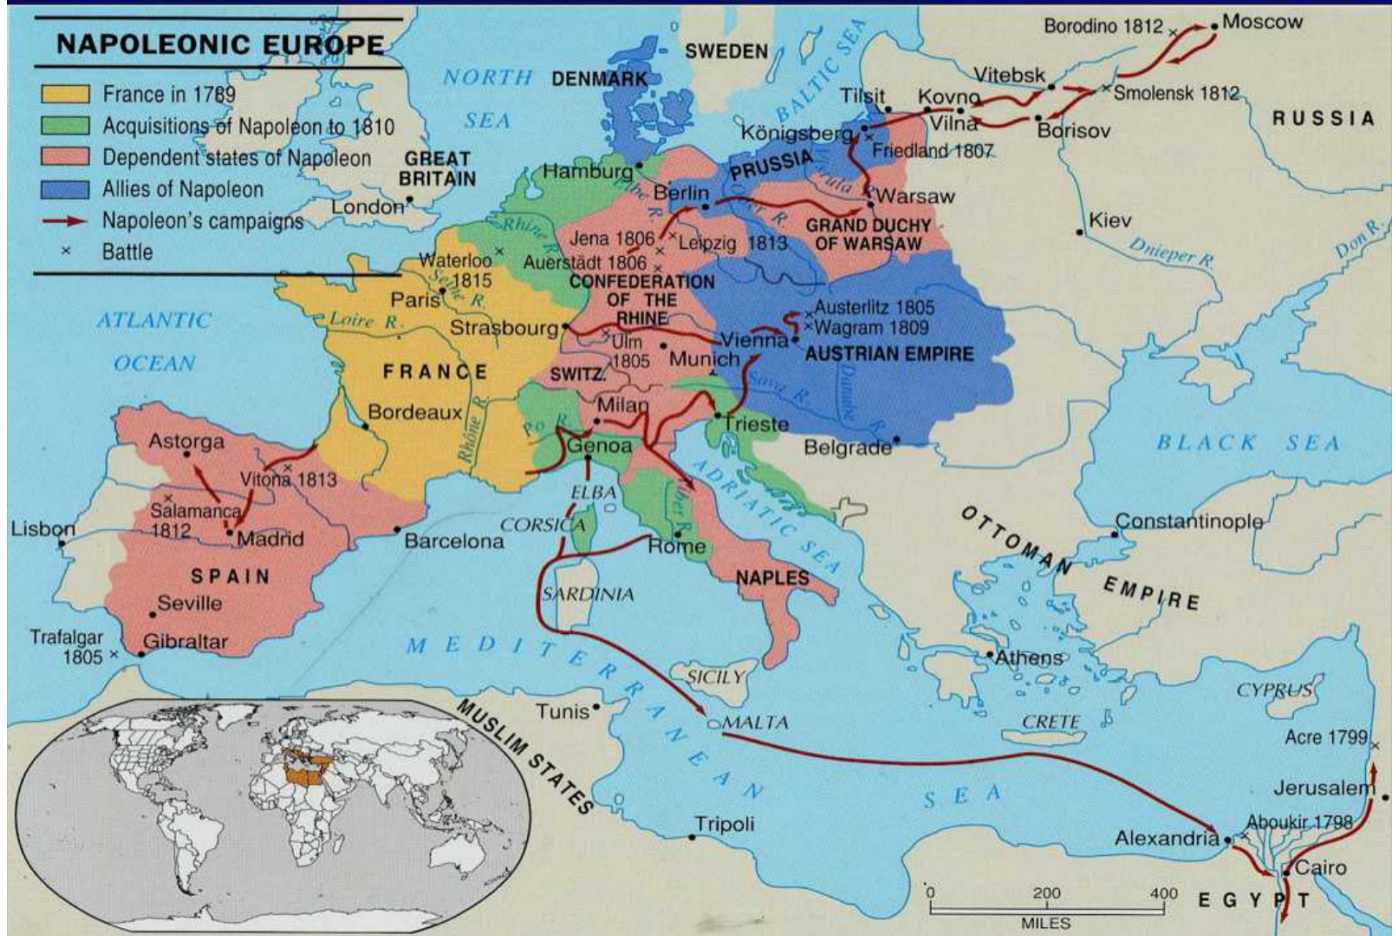 NAPOLEONIC EUROPE
France in 1789
Acquisitions of Napoleon to 1810
Dependent states of Napoleon
Allies of Napoleon
Napoleon's campaigns
Battle
NORTH
SEA
DENMARK
SWEDEN
BALTIC SEA
Borodino 1812
Moscow
Vitebsk
Smolensk 1812
Tilsit
Kovno
Vilna
Borisov
RUSSIA
Königsberg
Friedland 1807
PRUSSIA
GREAT
BRITAIN
London
Hamburg
Elbe R.
Berlin
Oder R.
Warsaw
GRAND DUCHY
OF WARSAW
Kiev
Dnieper R.
Don R.
Rhine R.
Jena 1806
Leipzig 1813
Waterloo
1815
Auerstädt 1806
CONFEDERATION
OF THE
RHINE
Paris
Seine R.
Loire R.
Strasbourg
ATLANTIC
OCEAN
Austerlitz 1805
Wagram 1809
Vienna
AUSTRIAN EMPIRE
Ulm
1805
Munich
FRANCE
SWITZ.
Sava R.
Danube R.
Bordeaux
Rhône R.
Milan
Po R.
Trieste
Genoa
Belgrade
BLACK SEA
Astorga
Vitoria 1813
Salamanca
1812
Madrid
Lisbon
Barcelona
SPAIN
Seville
Trafalgar
1805
Gibraltar
ELBA
CORSICA
Tiber R.
Rome
ADRIATIC SEA
NAPLES
SARDINIA
OTTOMAN EMPIRE
Constantinople
Athens
MEDITERRANEAN SEA
SICILY
MALTA
CRETE
CYPRUS
Tunis
MUSLIM STATES
Tripoli
Acre 1799
Jerusalem
Aboukir 1798
Alexandria
Cairo
EGYPT
0 200 400
MILES